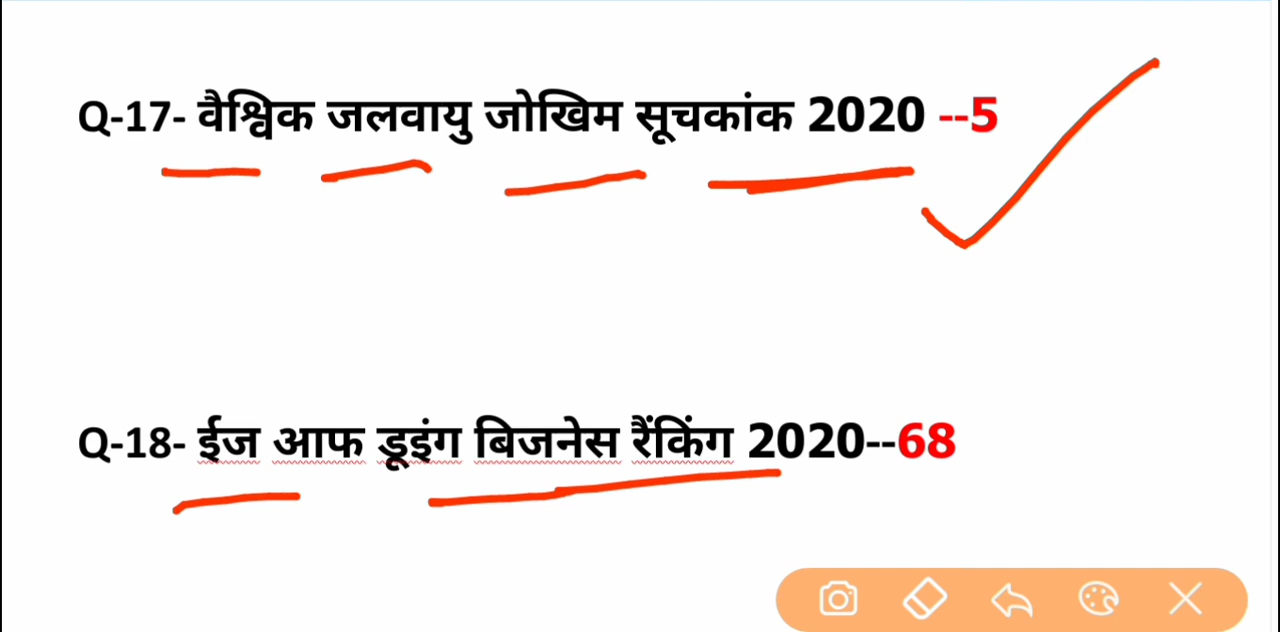 Q-17- वैश्विक जलवायु जोखिम सूचकांक 2020 --5
Q-18- ईज आफ डूइंग बिजनेस रैंकिंग 2020--68